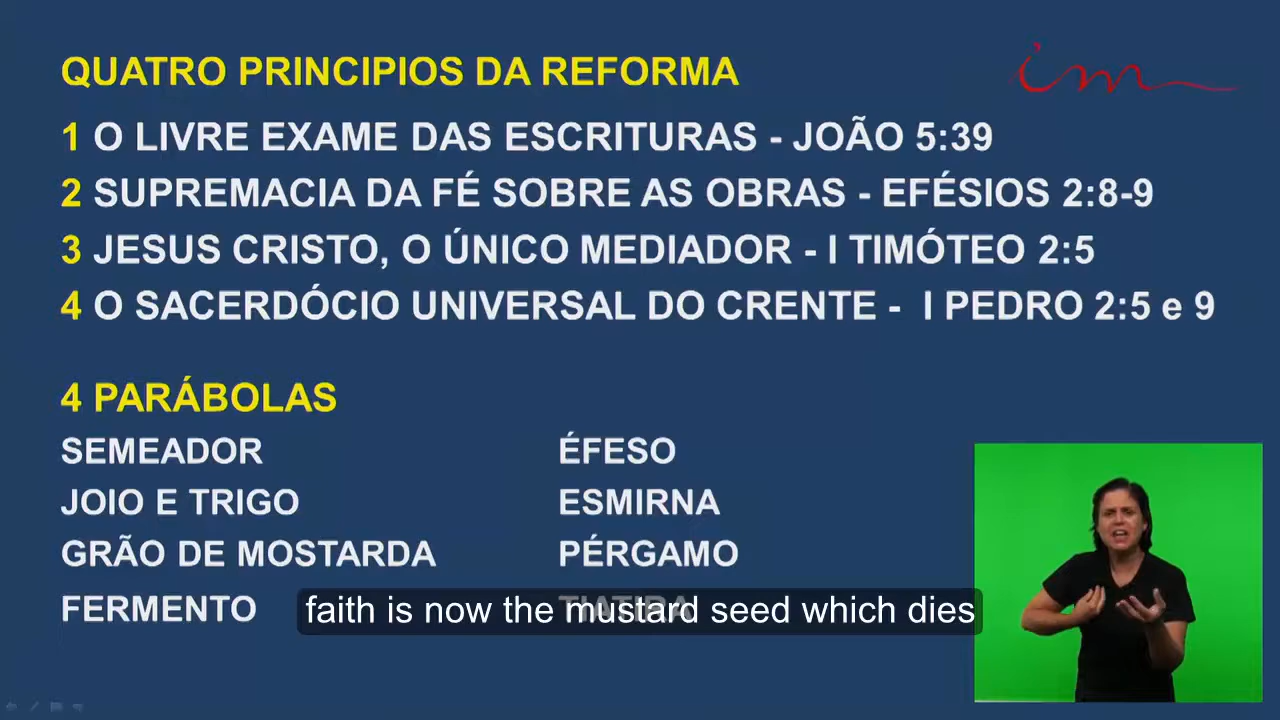 QUATRO PRINCIPIOS DA REFORMA
im
1 O LIVRE EXAME DAS ESCRITURAS - JOÃO 5:39
2 SUPREMACIA DA FÉ SOBRE AS OBRAS - EFÉSIOS 2:8-9
3 JESUS CRISTO, O ÚNICO MEDIADOR - I TIMÓTEO 2:5
4 O SACERDÓCIO UNIVERSAL DO CRENTE - I PEDRO 2:5 e 9
4 PARÁBOLAS
SEMEADOR ÉFESO
JOIO E TRIGO ESMIRNA
GRÃO DE MOSTARDA PÉRGAMO
FERMENTO TIATIRA
faith is now the mustard seed which dies